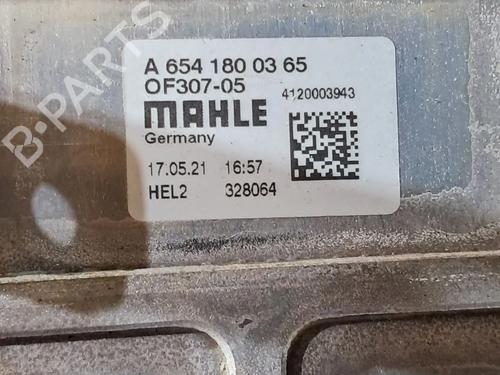 A 654 180 03 65
OF307-05
4120003943
MAHLE
Germany
17.05.21 16:57
HEL2 328064
B-PARTS